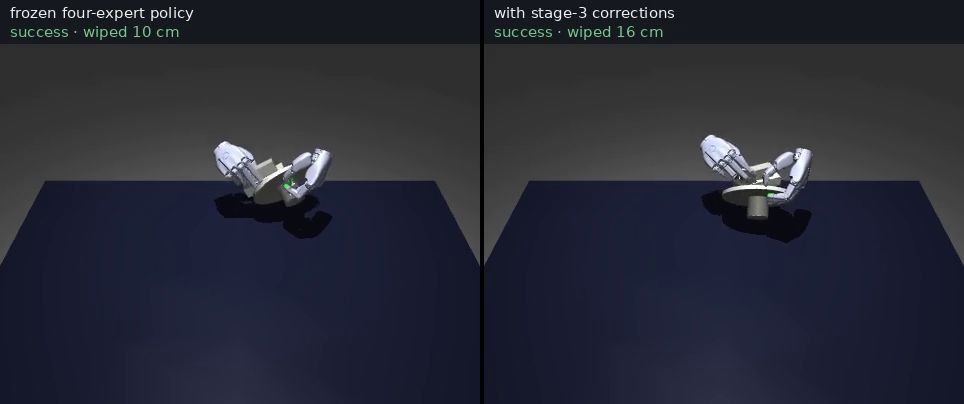 frozen four-expert policy
success · wiped 10 cm
with stage-3 corrections
success · wiped 16 cm